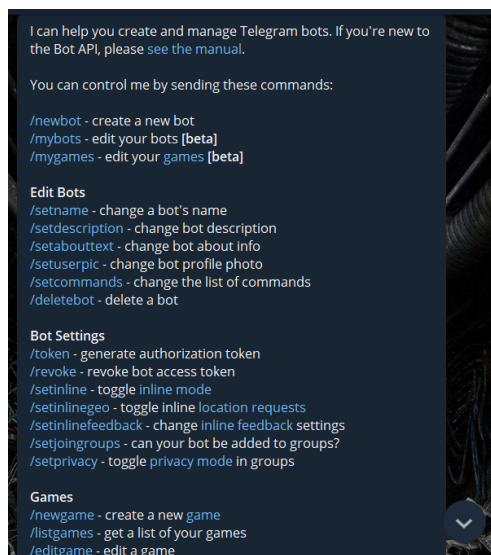 I can help you create and manage Telegram bots. If you're new to
the Bot API, please see the manual.
You can control me by sending these commands:
/newbot - create a new bot
/mybots - edit your bots [beta]
/mygames - edit your games [beta]
Edit Bots
/setname - change a bot's name
/setdescription - change bot description
/setabouttext - change bot about info
/setuserpic - change bot profile photo
/setcommands - change the list of commands
/deletebot - delete a bot
Bot Settings
/token - generate authorization token
/revoke - revoke bot access token
/setinline - toggle inline mode
/setinlinegeo - toggle inline location requests
/setinlinefeedback - change inline feedback settings
/setjoingroups - can your bot be added to groups?
/setprivacy - toggle privacy mode in groups
Games
/newgame - create a new game
/listgames - get a list of your games
/editgame - edit a game